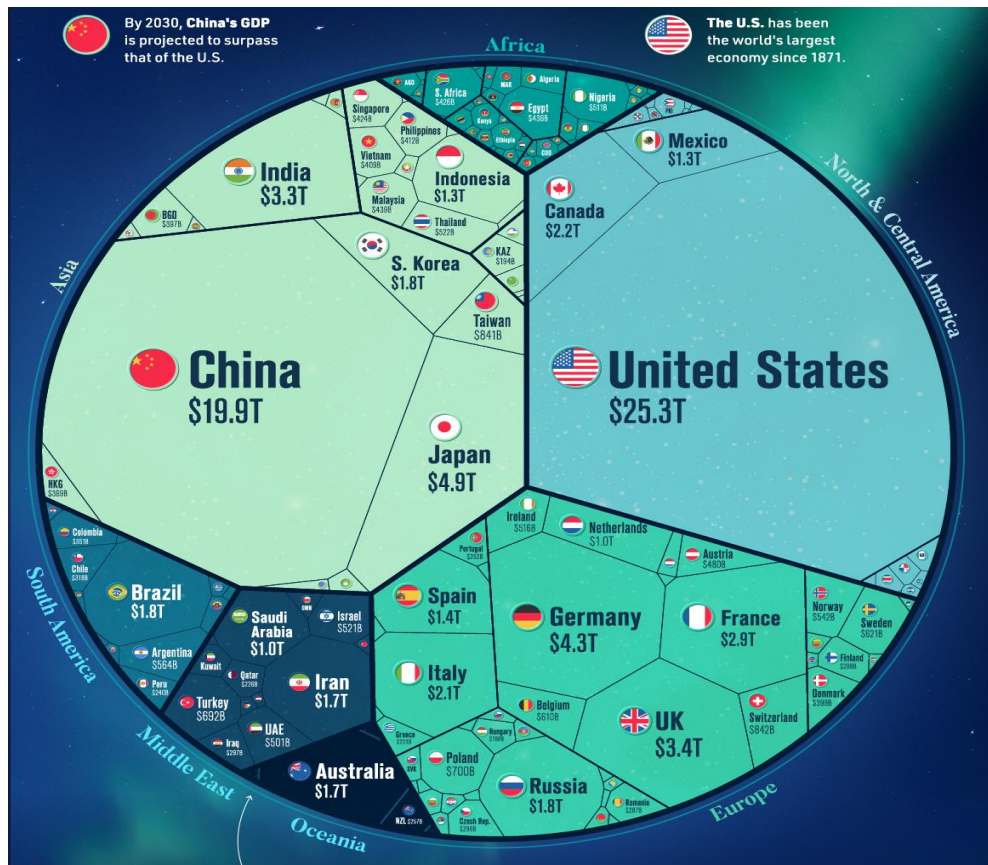 By 2030, China's GDP
is projected to surpass
that of the U.S.
The U.S. has been
the world's largest
economy since 1871.
Africa
AGO
S. Africa
$426B
MAR
Algeria
Egypt
$436B
Kenya
Ethiopia
COD
Nigeria
$511B
North & Central America
Mexico
$1.3T
Canada
$2.2T
United States
$25.3T
Asia
Singapore
$424B
Philippines
$412B
Vietnam
$409B
Indonesia
$1.3T
Malaysia
$439B
Thailand
$522B
India
$3.3T
BGD
$397B
KAZ
$194B
S. Korea
$1.8T
Taiwan
$841B
China
$19.9T
Japan
$4.9T
HKG
$369B
South America
Colombia
$351B
Chile
$318B
Brazil
$1.8T
Argentina
$564B
Peru
$240B
Middle East
Saudi
Arabia
$1.0T
OMN
Israel
$521B
Kuwait
Qatar
$226B
Iran
$1.7T
Turkey
$692B
UAE
$501B
Iraq
$297B
Oceania
Australia
$1.7T
NZL $257B
Europe
Ireland
$516B
Netherlands
$1.0T
Portugal
$252B
Austria
$480B
Spain
$1.4T
Germany
$4.3T
France
$2.9T
Norway
$542B
Sweden
$621B
Finland
Denmark
$399B
Italy
$2.1T
Belgium
$610B
UK
$3.4T
Switzerland
$842B
Greece
Hungary
SVK
Poland
$700B
Russia
$1.8T
Czech Rep.
$296B
Romania
$287B